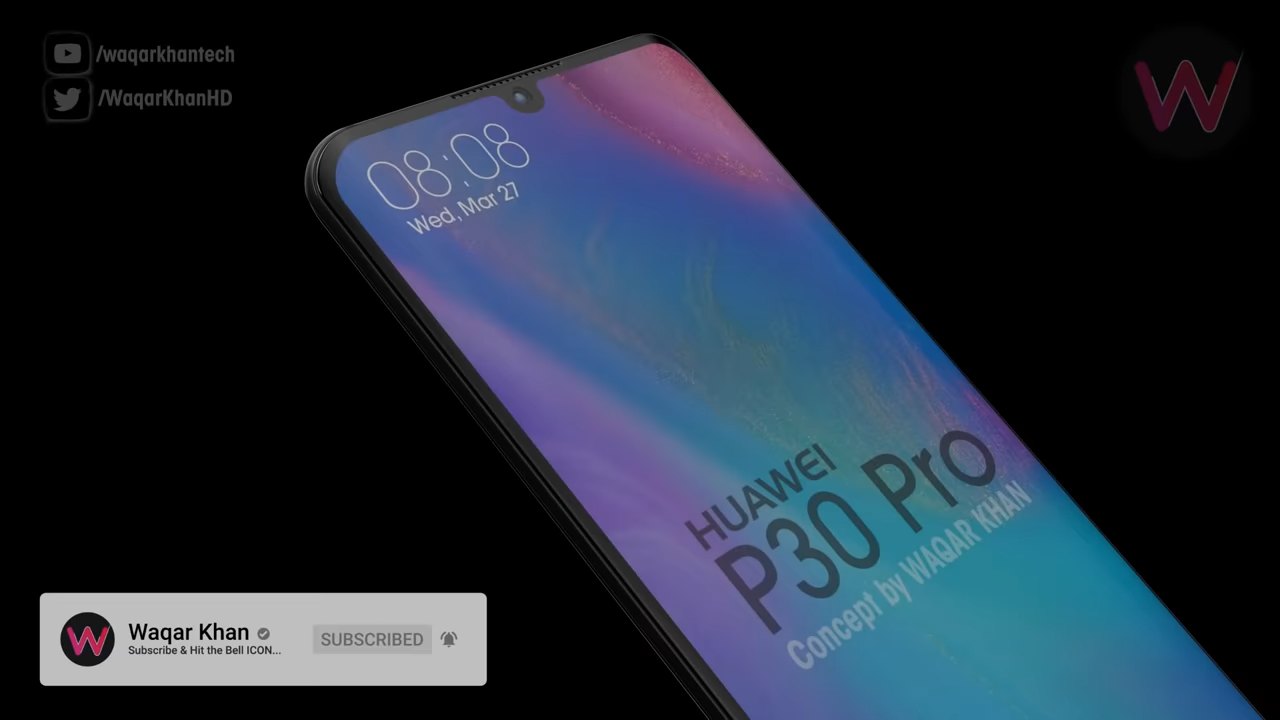 /waqarkhantech
/WaqarKhanHD
W
08:08
Wed, Mar 27
HUAWEI
P30 Pro
Concept by WAQAR KHAN
W
Waqar Khan
Subscribe & Hit the Bell ICON...
SUBSCRIBED